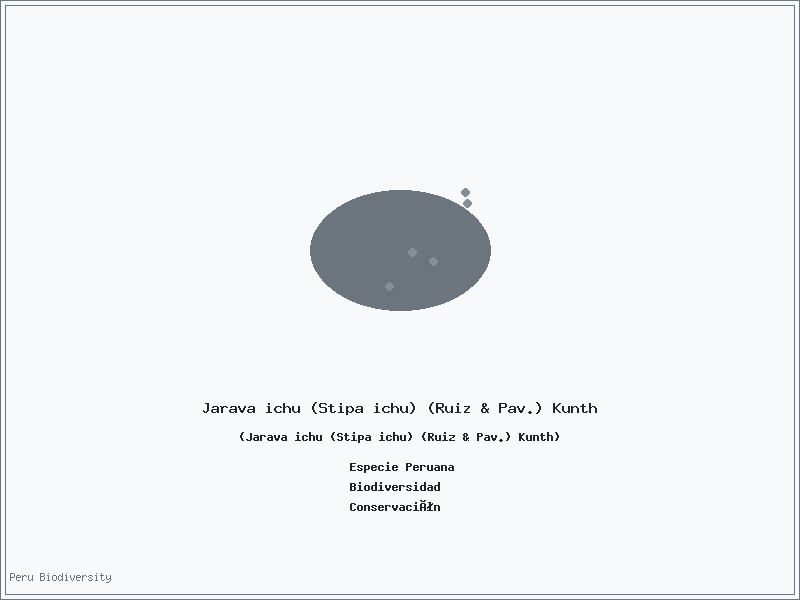 Jarava ichu (Stipa ichu) (Ruiz & Pav.) Kunth
(Jarava ichu (Stipa ichu) (Ruiz & Pav.) Kunth)
Especie Peruana
Biodiversidad
ConservaciĂłn
Peru Biodiversity